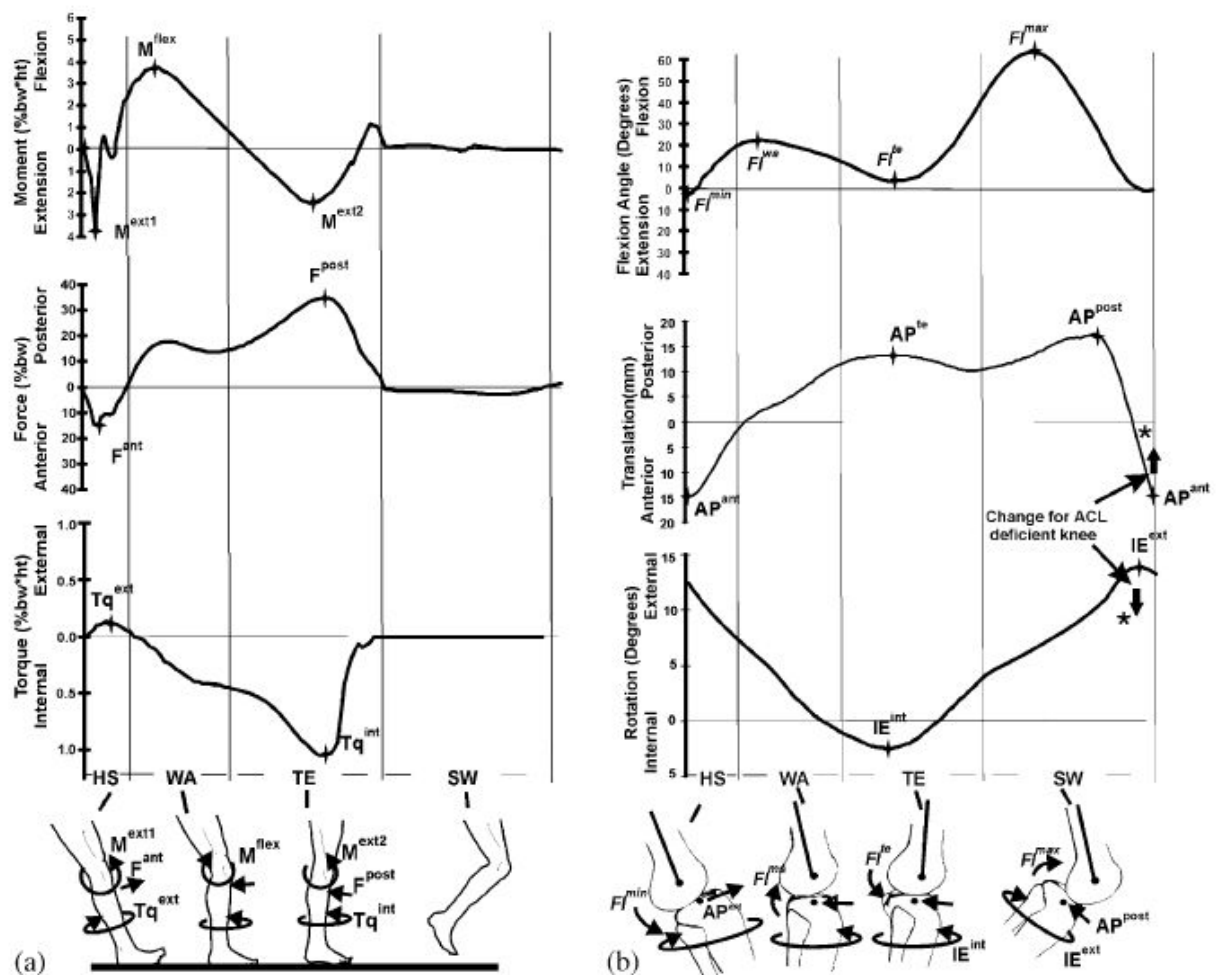 6
5
4
3
2
1
0
1
2
3
4
Moment (%bw*ht)
Extension Flexion
M^flex
M^ext1
M^ext2
40
30
20
10
0
10
20
30
40
Force (%bw)
Anterior Posterior
F^post
F^ant
1.0
0.5
0.0
0.5
1.0
Torque (%bw*ht)
Internal External
Tq^ext
Tq^int
HS WA TE SW
M^ext1
F^ant
Tq^ext
M^flex
M^ext2
F^post
Tq^int
(a)
60
50
40
30
20
10
0
10
20
30
40
Flexion Angle (Degrees)
Extension Flexion
Fl^max
Fl^wa
Fl^te
Fl^min
20
15
10
5
0
5
10
15
20
Translation(mm)
Anterior Posterior
AP^post
AP^te
*
AP^ant
AP^ant
Change for ACL
deficient knee
IE^ext
*
15
10
5
0
5
Rotation (Degrees)
Internal External
IE^int
HS WA TE SW
Fl^min
Fl^te
Fl^max
AP^post
IE^int
IE^ext
(b)